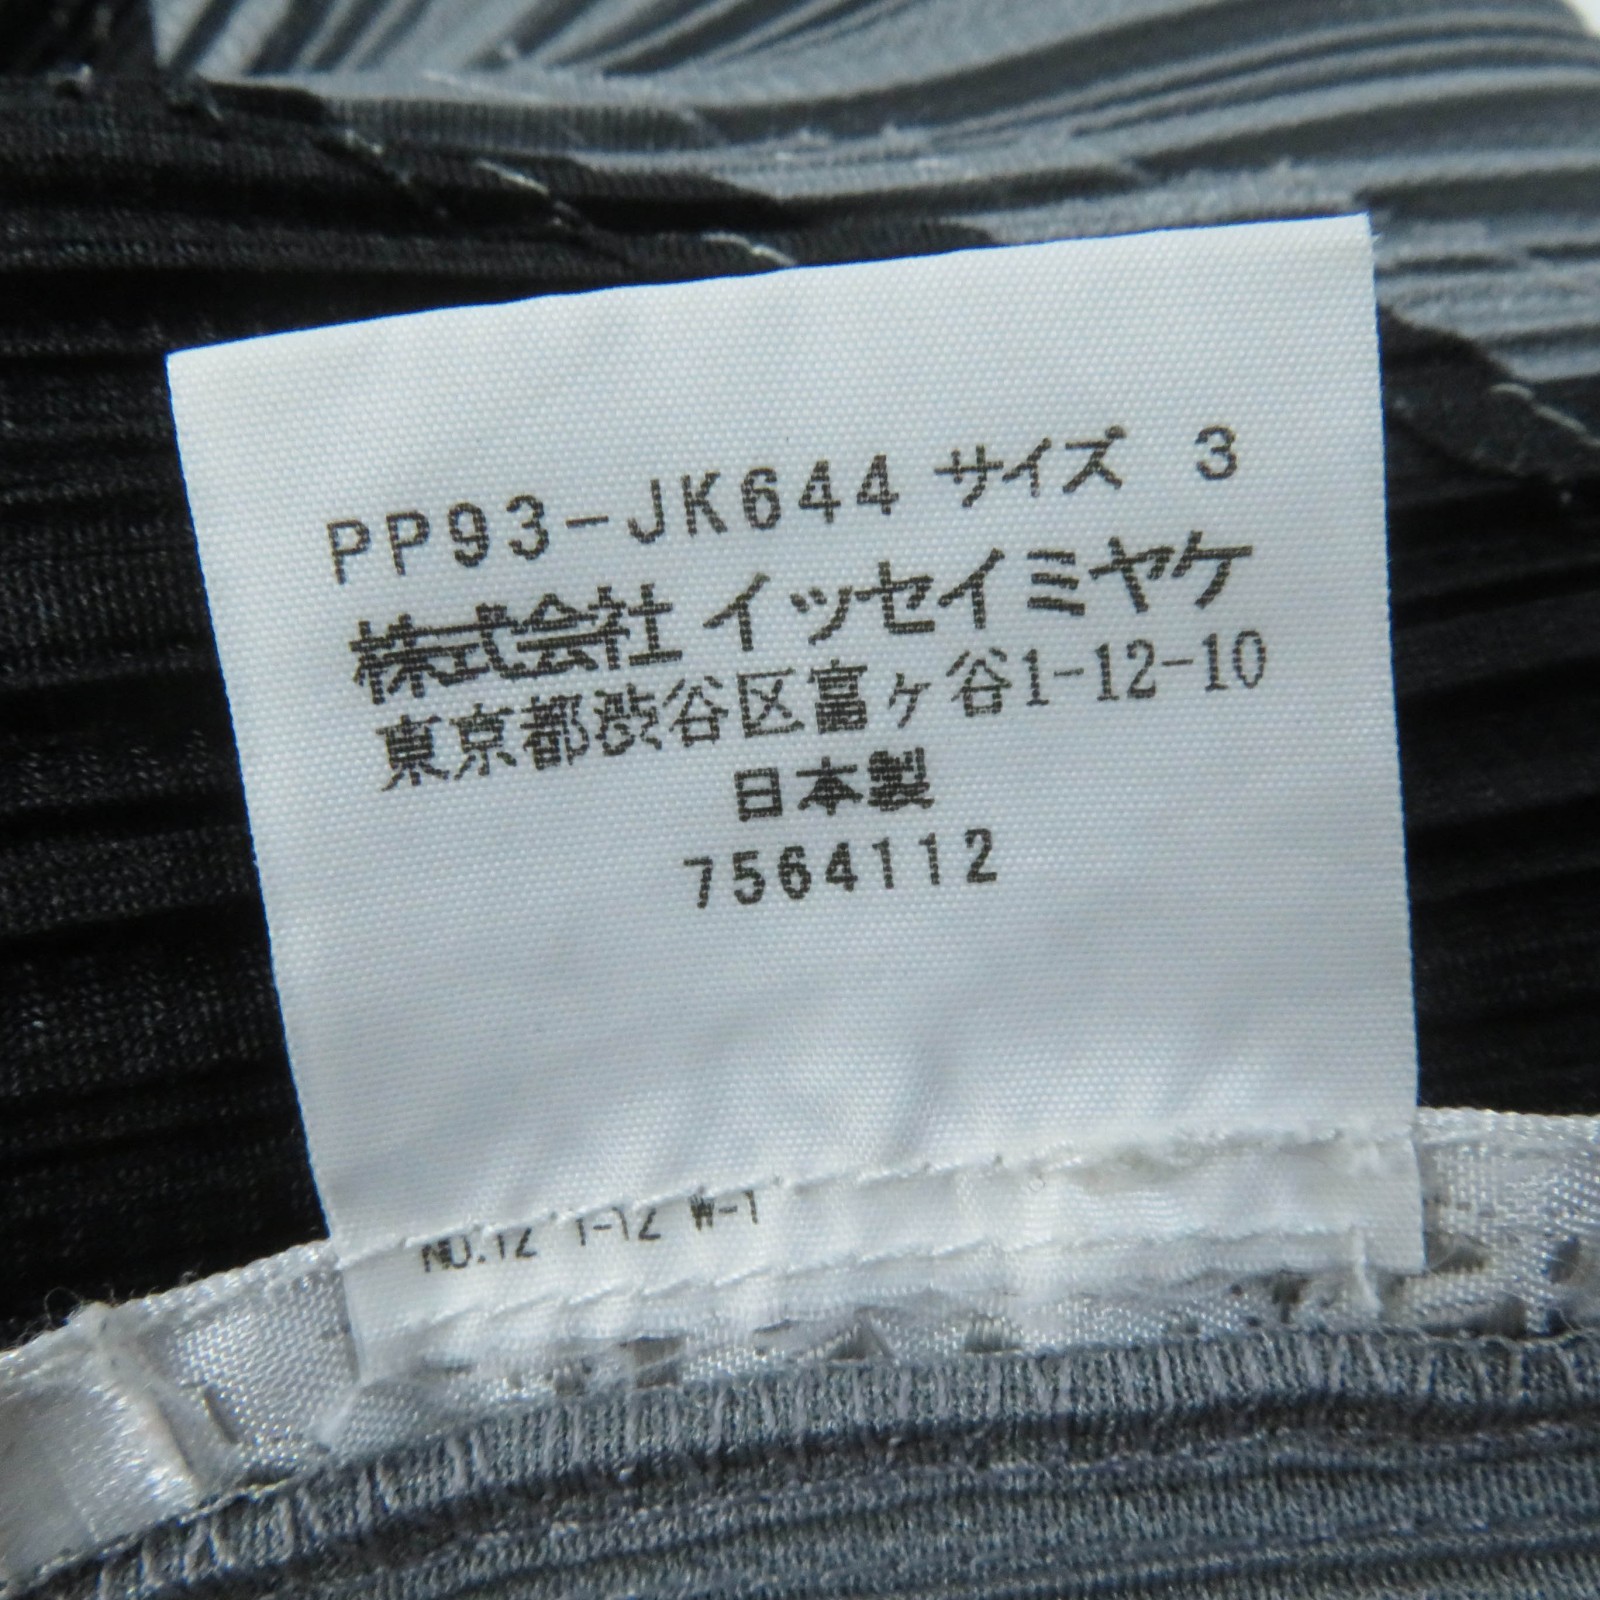 PP93-JK644 サイズ 3
株式会社 イッセイミヤケ
東京都渋谷区富ヶ谷1-12-10
日本製
7564112
NO.12 1-12 W-1